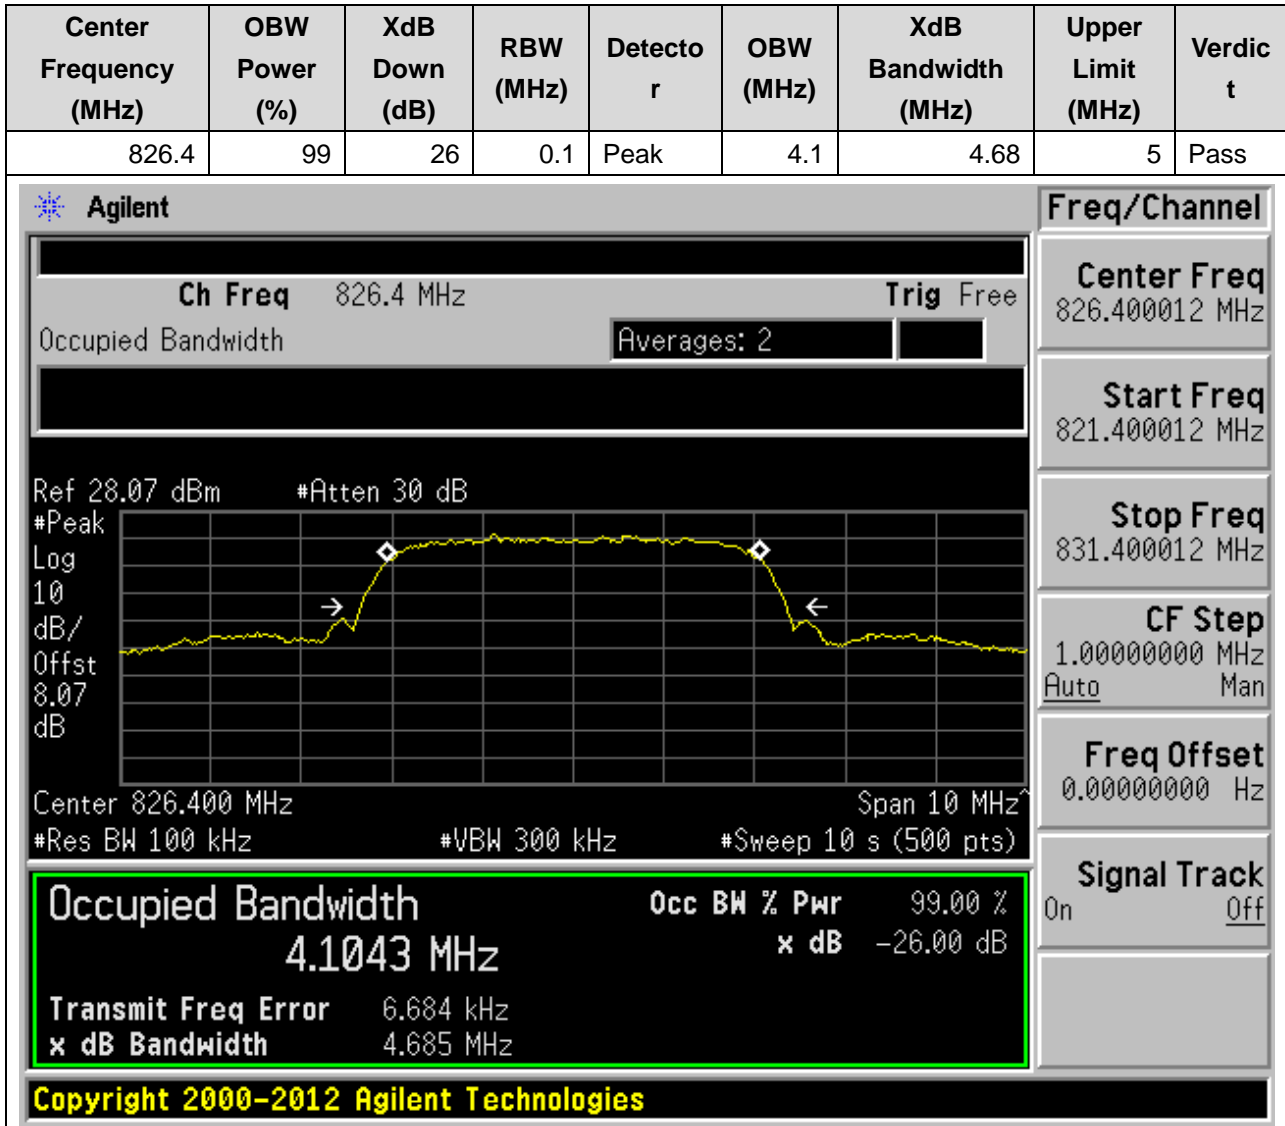 Center Frequency (MHz) OBW Power (%) XdB Down (dB) RBW (MHz) Detecto r OBW (MHz) XdB Bandwidth (MHz) Upper Limit (MHz) Verdic t
826.4 99 26 0.1 Peak 4.1 4.68 5 Pass
Agilent
Freq/Channel
Ch Freq 826.4 MHz Trig Free
Occupied Bandwidth Averages: 2
Center Freq
826.400012 MHz
Start Freq
821.400012 MHz
Stop Freq
831.400012 MHz
CF Step
1.00000000 MHz
Auto Man
Freq Offset
0.00000000 Hz
Signal Track
On Off
Ref 28.07 dBm #Atten 30 dB
#Peak
Log
10
dB/
Offst
8.07
dB
Center 826.400 MHz Span 10 MHz^
#Res BW 100 kHz #VBW 300 kHz #Sweep 10 s (500 pts)
Occupied Bandwidth Occ BW % Pwr 99.00 %
4.1043 MHz x dB -26.00 dB
Transmit Freq Error 6.684 kHz
x dB Bandwidth 4.685 MHz
Copyright 2000-2012 Agilent Technologies